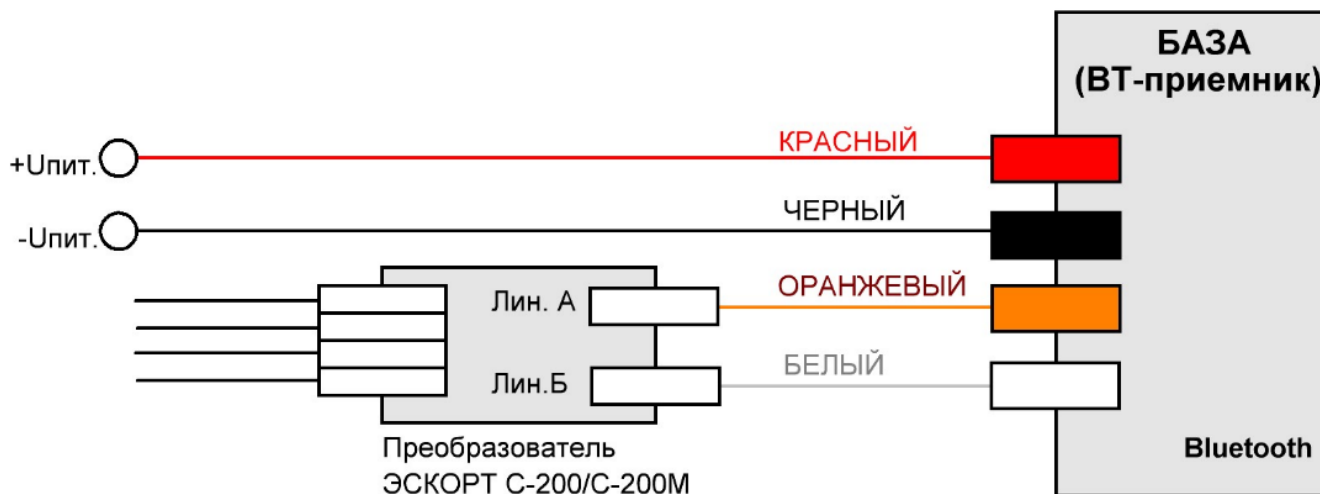 БАЗА
(BT-приемник)
КРАСНЫЙ
+Uпит.
ЧЕРНЫЙ
-Uпит.
ОРАНЖЕВЫЙ
Лин. А
БЕЛЫЙ
Лин.Б
Преобразователь
ЭСКОРТ С-200/С-200М
Bluetooth